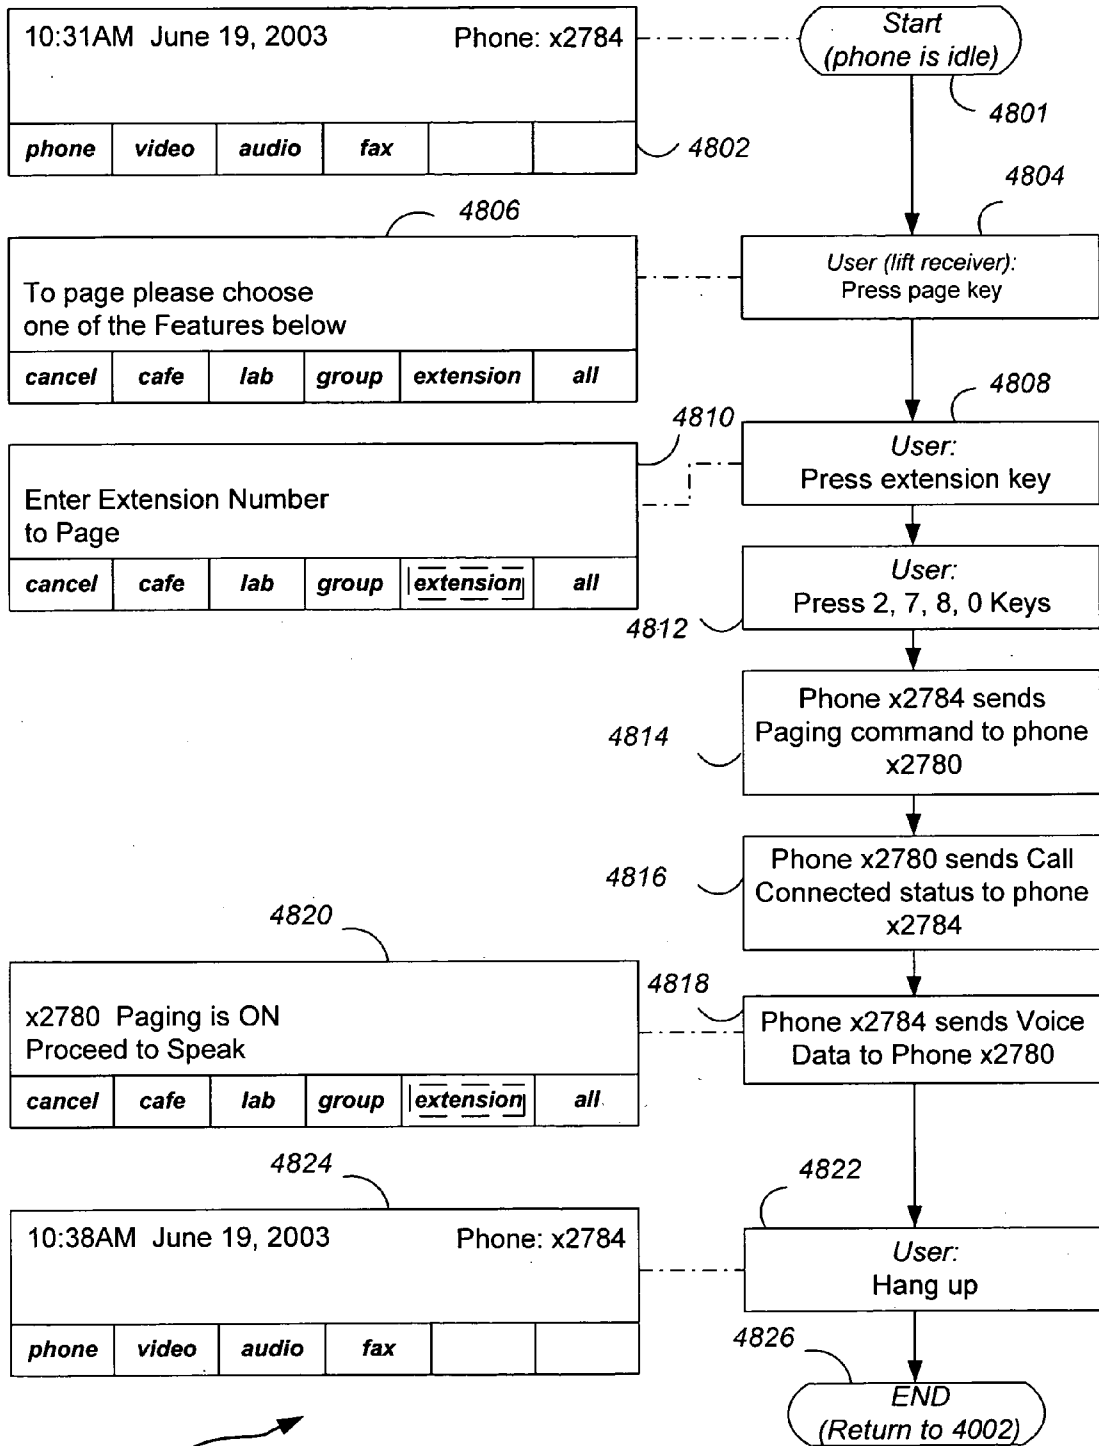 10:31AM June 19, 2003 Phone: x2784
phone video audio fax
4802
Start
(phone is idle)
4801
4806
To page please choose
one of the Features below
cancel cafe lab group extension all
4804
User (lift receiver):
Press page key
4810
Enter Extension Number
to Page
cancel cafe lab group extension all
4808
User:
Press extension key
User:
Press 2, 7, 8, 0 Keys
4812
Phone x2784 sends
Paging command to phone
x2780
4814
Phone x2780 sends Call
Connected status to phone
x2784
4816
4820
x2780 Paging is ON
Proceed to Speak
cancel cafe lab group extension all
4818
Phone x2784 sends Voice
Data to Phone x2780
4824
10:38AM June 19, 2003 Phone: x2784
phone video audio fax
4822
User:
Hang up
4826
END
(Return to 4002)